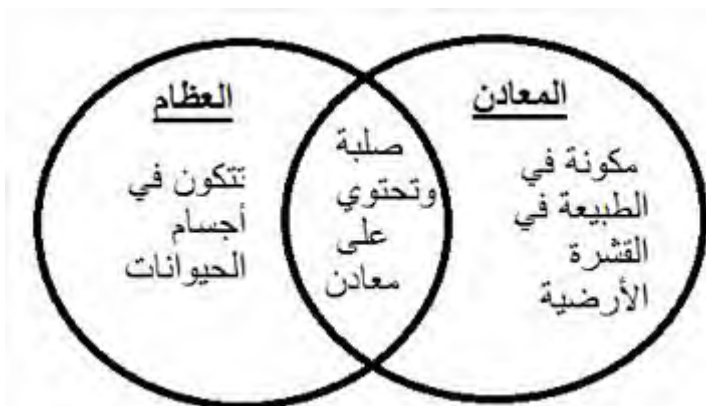 المعادن
مكونة في
الطبيعة في
القشرة
الأرضية
صلبة
وتحتوي
على
معادن
العظام
تتكون في
أجسام
الحيوانات